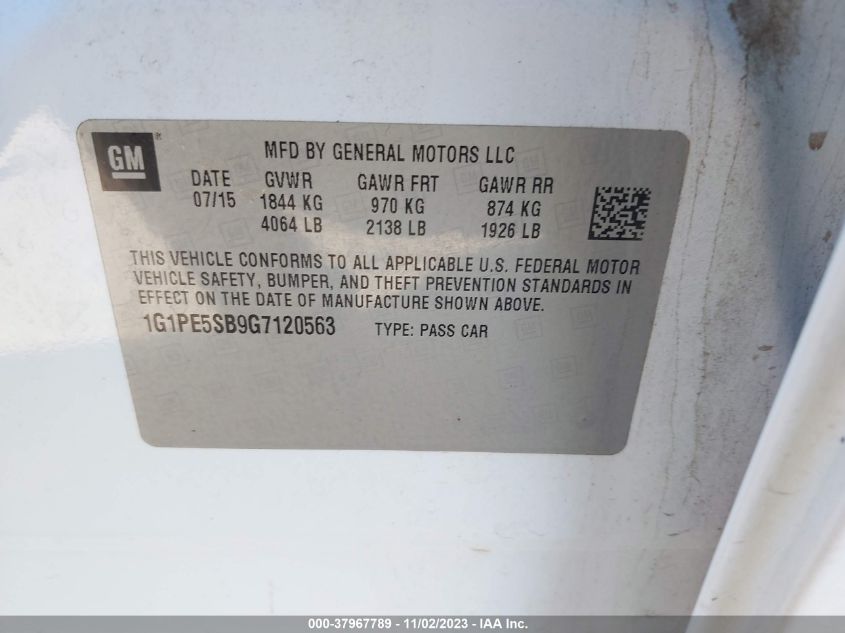 GM
MFD BY GENERAL MOTORS LLC
DATE GVWR GAWR FRT GAWR RR
07/15 1844 KG 970 KG 874 KG
4064 LB 2138 LB 1926 LB
THIS VEHICLE CONFORMS TO ALL APPLICABLE U.S. FEDERAL MOTOR
VEHICLE SAFETY, BUMPER, AND THEFT PREVENTION STANDARDS IN
EFFECT ON THE DATE OF MANUFACTURE SHOWN ABOVE.
1G1PE5SB9G7120563 TYPE: PASS CAR
000-37967789 - 11/02/2023 - IAA Inc.